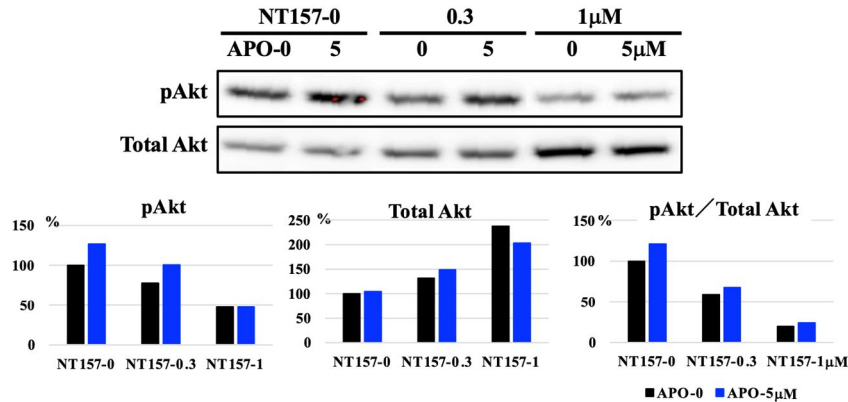 NT157-0 0.3 1μM
APO-0 5 0 5 0 5μM
pAkt
Total Akt
pAkt Total Akt pAkt／Total Akt
% % %
150 250 150
100 200 100
50 150 50
0 100 0
50
0
NT157-0 NT157-0.3 NT157-1 NT157-0 NT157-0.3 NT157-1 NT157-0 NT157-0.3 NT157-1μM
APO-0 APO-5μM